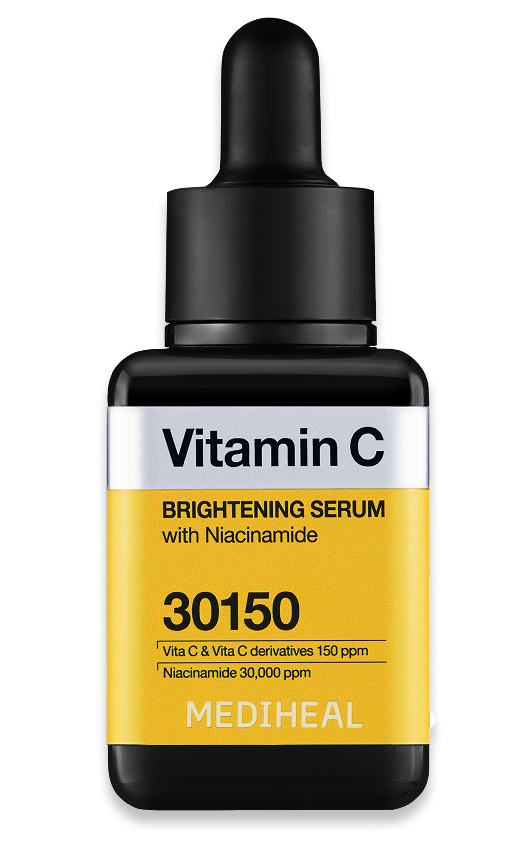 Vitamin C
BRIGHTENING SERUM
with Niacinamide
30150
Vita C & Vita C derivatives 150 ppm
Niacinamide 30,000 ppm
MEDIHEAL